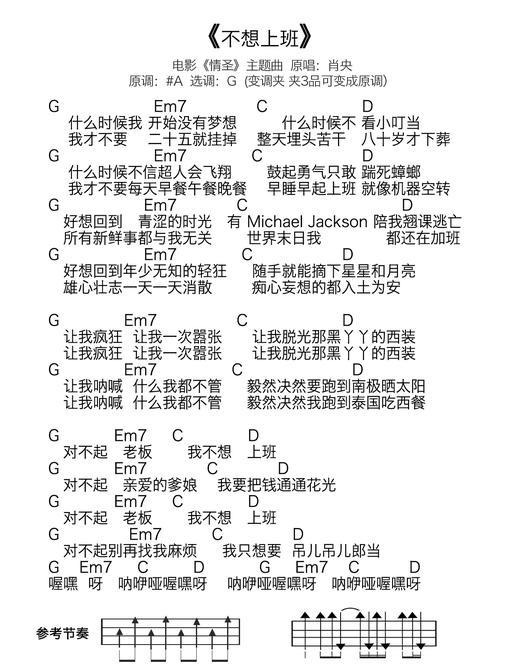 《不想上班》
电影《情圣》主题曲 原唱：肖央
原调：#A 选调：G (变调夹 夹3品可变成原调)
G Em7 C D
什么时候我 开始没有梦想 什么时候不 看小叮当
我才不要 二十五就挂掉 整天埋头苦干 八十岁才下葬
G Em7 C D
什么时候不信超人会飞翔 鼓起勇气只敢 踹死蟑螂
我才不要每天早餐午餐晚餐 早睡早起上班 就像机器空转
G Em7 C D
好想回到 青涩的时光 有 Michael Jackson 陪我翘课逃亡
所有新鲜事都与我无关 世界末日我 都还在加班
G Em7 C D
好想回到年少无知的轻狂 随手就能摘下星星和月亮
雄心壮志一天一天消散 痴心妄想的都入土为安
G Em7 C D
让我疯狂 让我一次嚣张 让我脱光那黑丫丫的西装
让我疯狂 让我一次嚣张 让我脱光那黑丫丫的西装
G Em7 C D
让我呐喊 什么我都不管 毅然决然要跑到南极晒太阳
让我呐喊 什么我都不管 毅然决然我跑到泰国吃西餐
G Em7 C D
对不起 老板 我不想 上班
G Em7 C D
对不起 亲爱的爹娘 我要把钱通通花光
G Em7 C D
对不起 老板 我不想 上班
G Em7 C D
对不起别再找我麻烦 我只想要 吊儿吊儿郎当
G Em7 C D G Em7 C D
喔嘿 呀 呐咿哑喔嘿呀 呐咿哑喔嘿呀 呐咿哑喔嘿呀
参考节奏